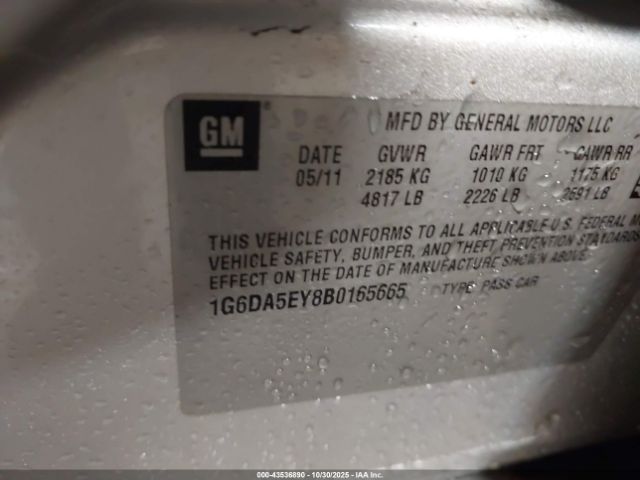 GM ® MFD BY GENERAL MOTORS LLC
DATE GVWR GAWR FRT GAWR RR
05/11 2185 KG 1010 KG 1175 KG
4817 LB 2226 LB 2591 LB
THIS VEHICLE CONFORMS TO ALL APPLICABLE U.S. FEDERAL M
VEHICLE SAFETY, BUMPER, AND THEFT PREVENTION STANDARDS
EFFECT ON THE DATE OF MANUFACTURE SHOWN ABOVE.
1G6DA5EY8B0165665 TYPE: PASS CAR
000-43536890 - 10/30/2025 - IAA Inc.